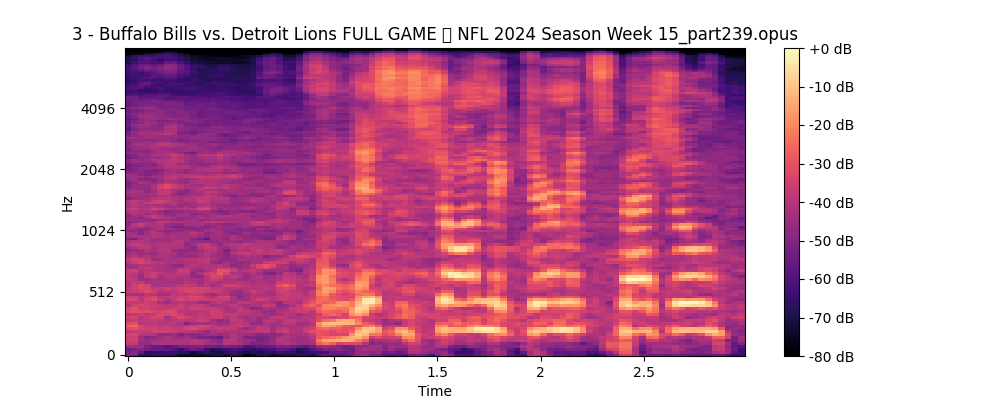 3 - Buffalo Bills vs. Detroit Lions FULL GAME ▯ NFL 2024 Season Week 15_part239.opus
+0 dB
-10 dB
-20 dB
-30 dB
-40 dB
-50 dB
-60 dB
-70 dB
-80 dB
Hz
4096
2048
1024
512
0
0
0.5
1
1.5
2
2.5
Time